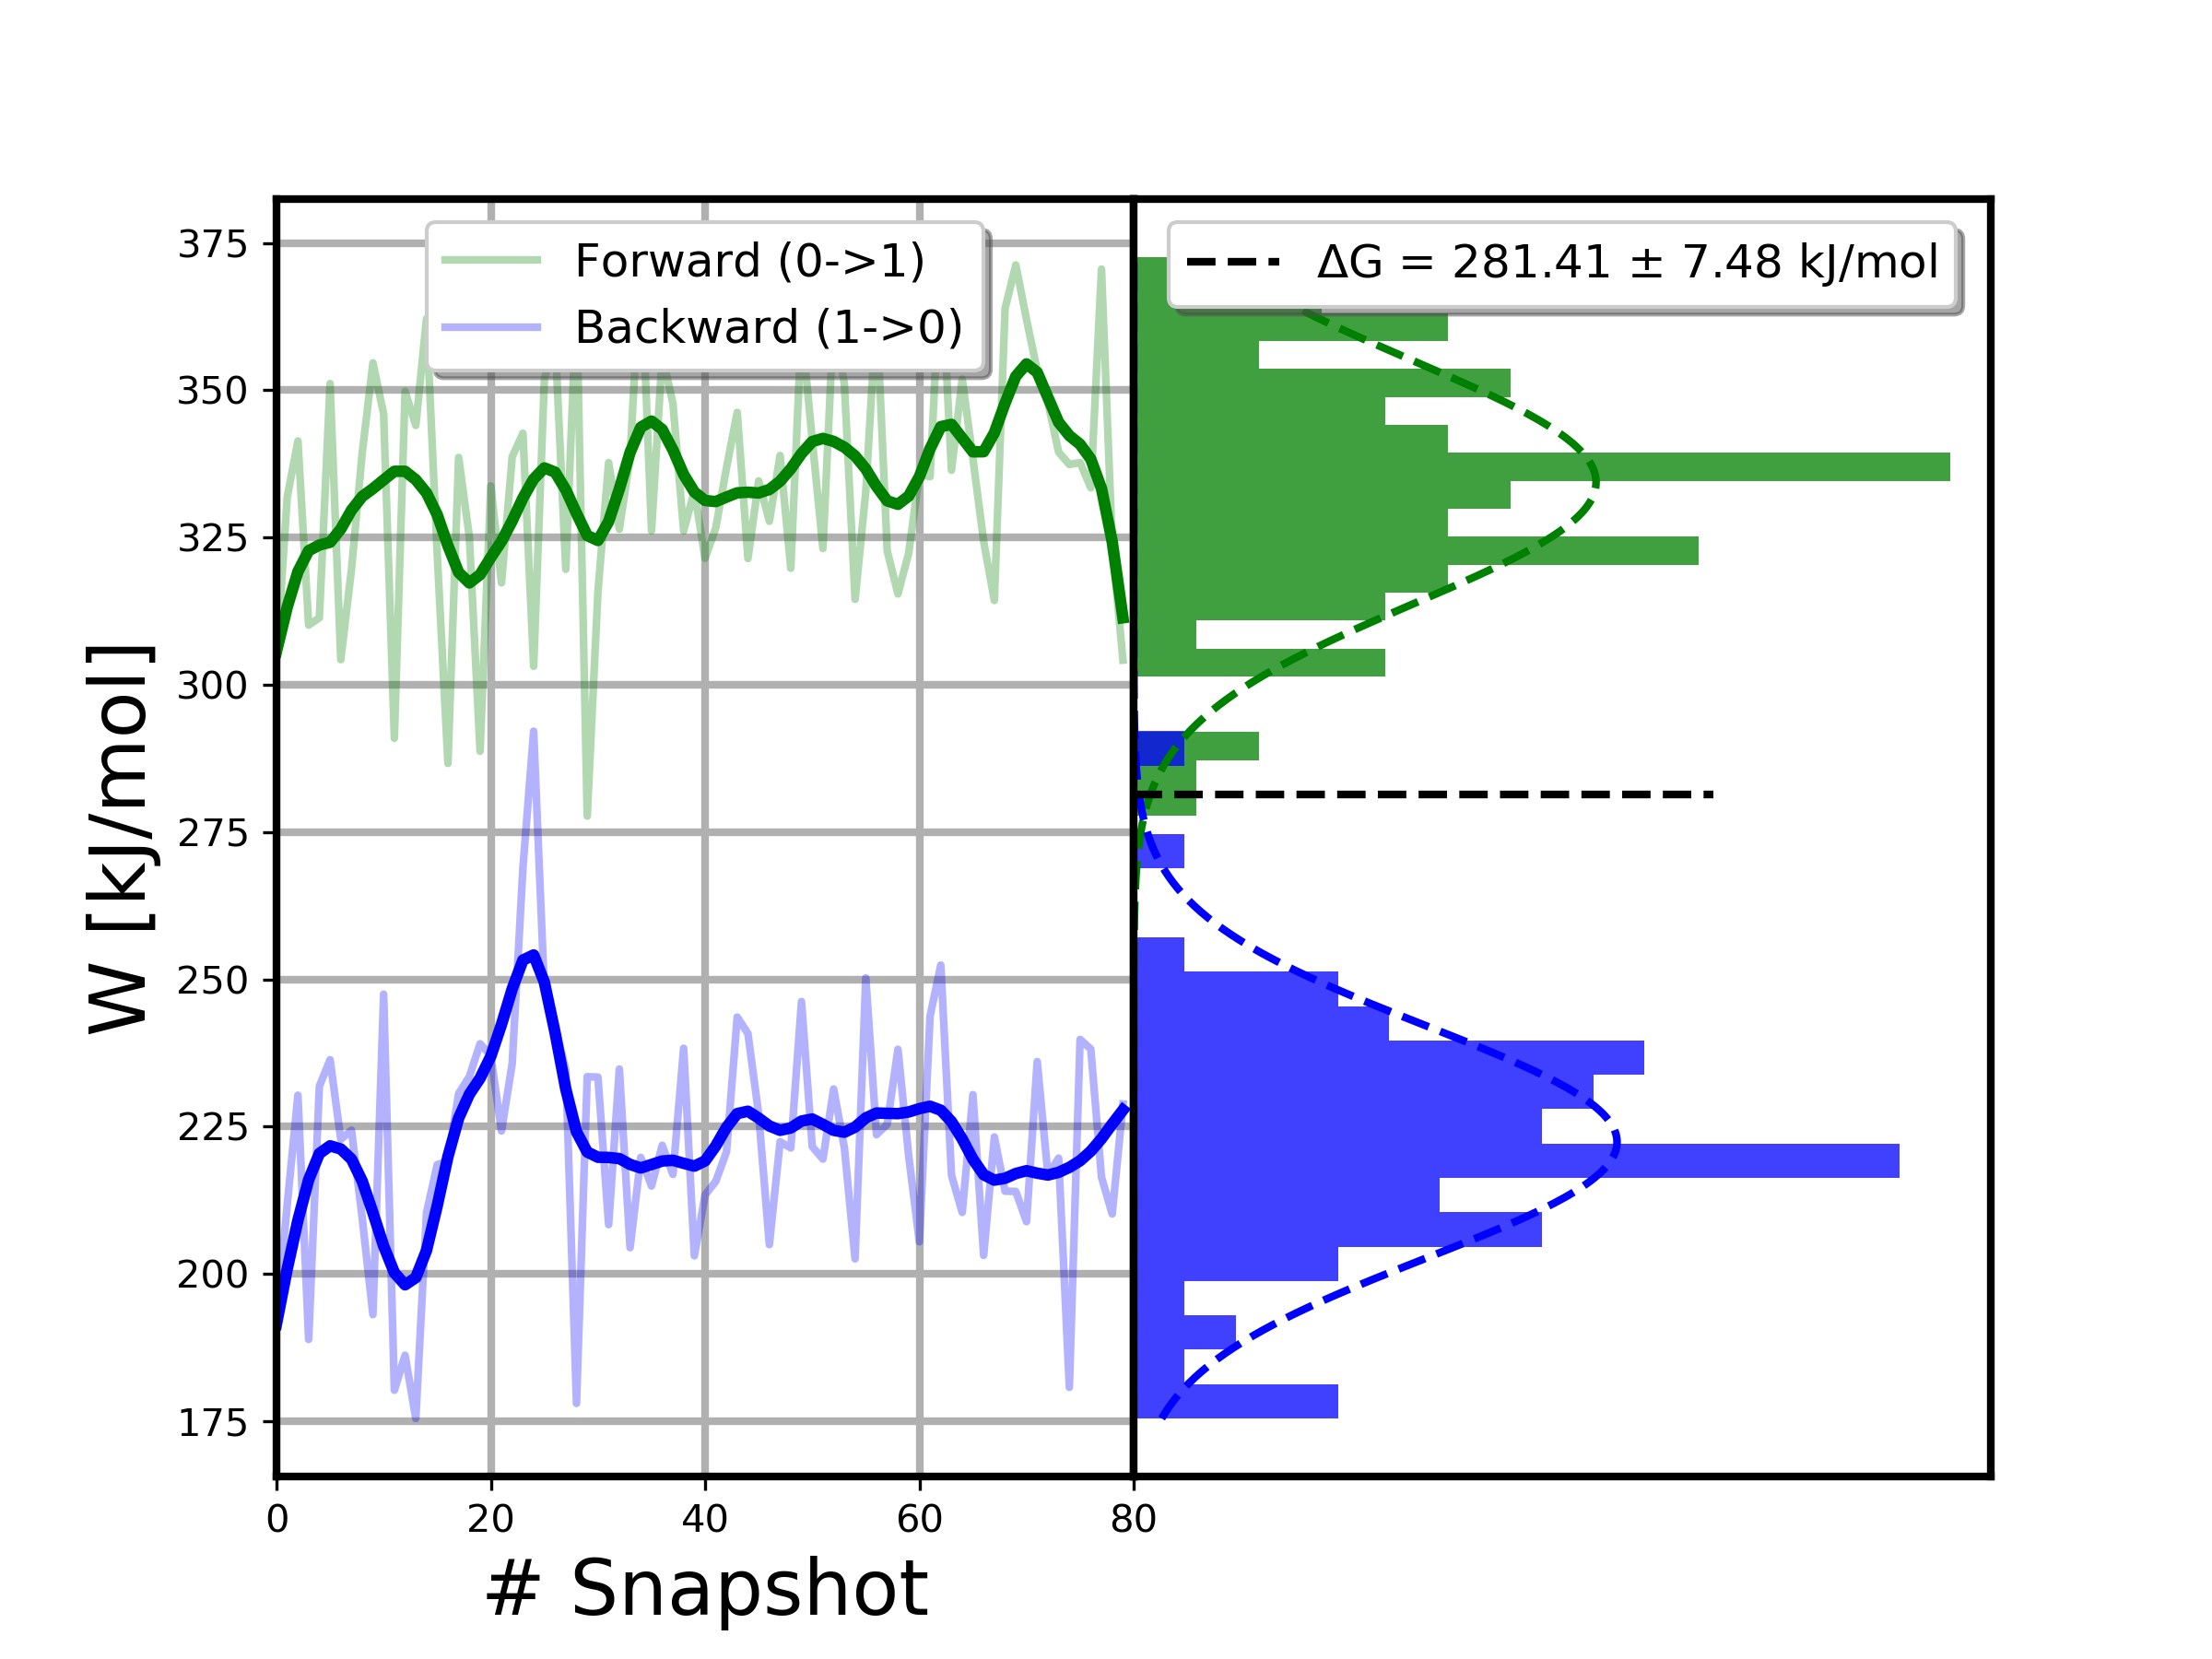 Forward (0->1)
Backward (1->0)
ΔG = 281.41 ± 7.48 kJ/mol
W [kJ/mol]
375
350
325
300
275
250
225
200
175
0 20 40 60 80
# Snapshot